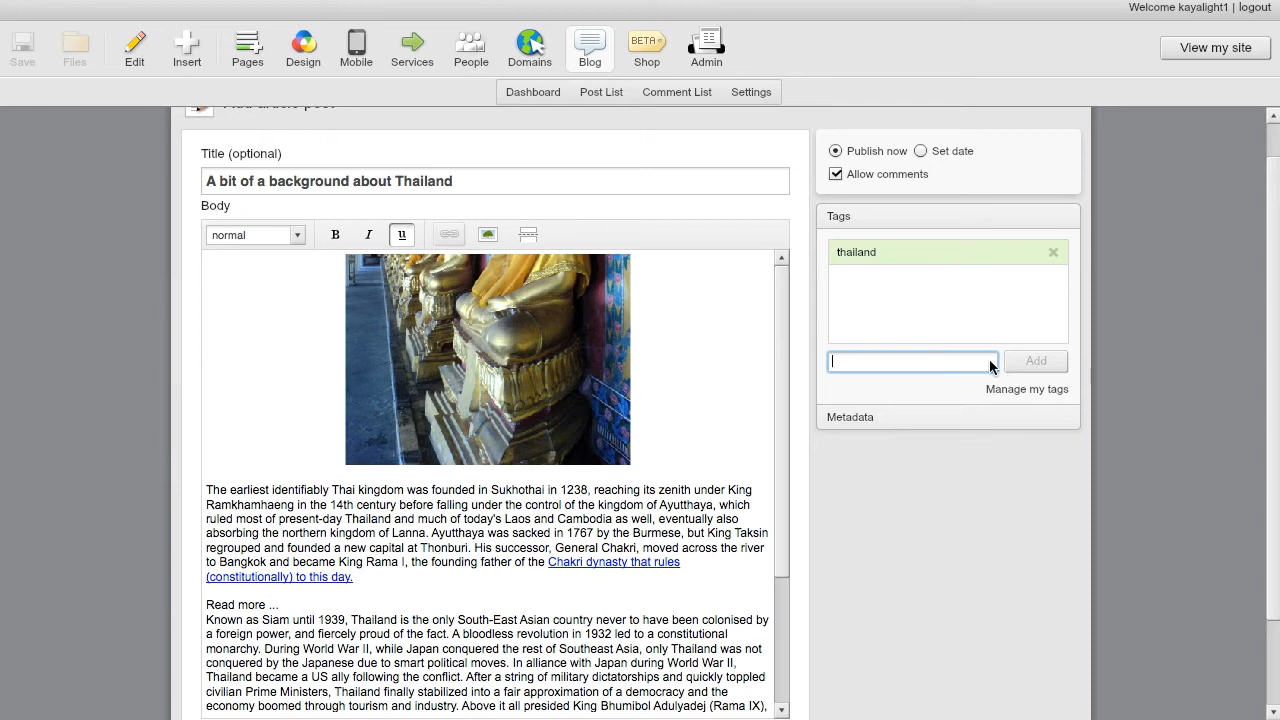 Welcome kayalight1 | logout
Save
Files
Edit
Insert
Pages
Design
Mobile
Services
People
Domains
Blog
BETA
Shop
Admin
View my site
Dashboard
Post List
Comment List
Settings
Title (optional)
A bit of a background about Thailand
Body
normal
B
I
u
The earliest identifiably Thai kingdom was founded in Sukhothai in 1238, reaching its zenith under King
Ramkhamhaeng in the 14th century before falling under the control of the kingdom of Ayutthaya, which
ruled most of present-day Thailand and much of today's Laos and Cambodia as well, eventually also
absorbing the northern kingdom of Lanna. Ayutthaya was sacked in 1767 by the Burmese, but King Taksin
regrouped and founded a new capital at Thonburi. His successor, General Chakri, moved across the river
to Bangkok and became King Rama I, the founding father of the Chakri dynasty that rules
(constitutionally) to this day.
Read more ...
Known as Siam until 1939, Thailand is the only South-East Asian country never to have been colonised by
a foreign power, and fiercely proud of the fact. A bloodless revolution in 1932 led to a constitutional
monarchy. During World War II, while Japan conquered the rest of Southeast Asia, only Thailand was not
conquered by the Japanese due to smart political moves. In alliance with Japan during World War II,
Thailand became a US ally following the conflict. After a string of military dictatorships and quickly toppled
civilian Prime Ministers, Thailand finally stabilized into a fair approximation of a democracy and the
economy boomed through tourism and industry. Above it all presided King Bhumibol Adulyadej (Rama IX),
Publish now
Set date
Allow comments
Tags
thailand
Add
Manage my tags
Metadata